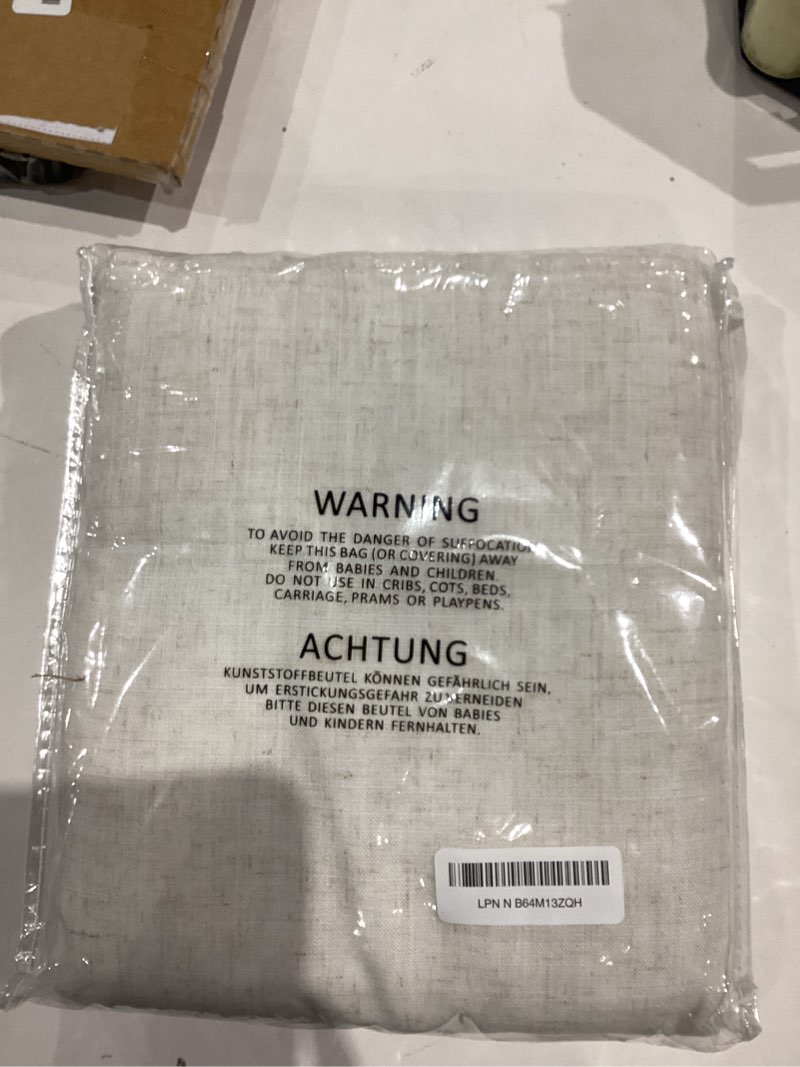 WARNING
TO AVOID THE DANGER OF SUFFOCATION
KEEP THIS BAG (OR COVERING) AWAY
FROM BABIES AND CHILDREN.
DO NOT USE IN CRIBS, COTS, BEDS,
CARRIAGE, PRAMS OR PLAYPENS.
ACHTUNG
KUNSTSTOFFBEUTEL KÖNNEN GEFÄHRLICH SEIN,
UM ERSTICKUNGSGEFAHR ZU VERNEIDEN
BITTE DIESEN BEUTEL VON BABIES
UND KINDERN FERNHALTEN.
LPN N B64M13ZQH